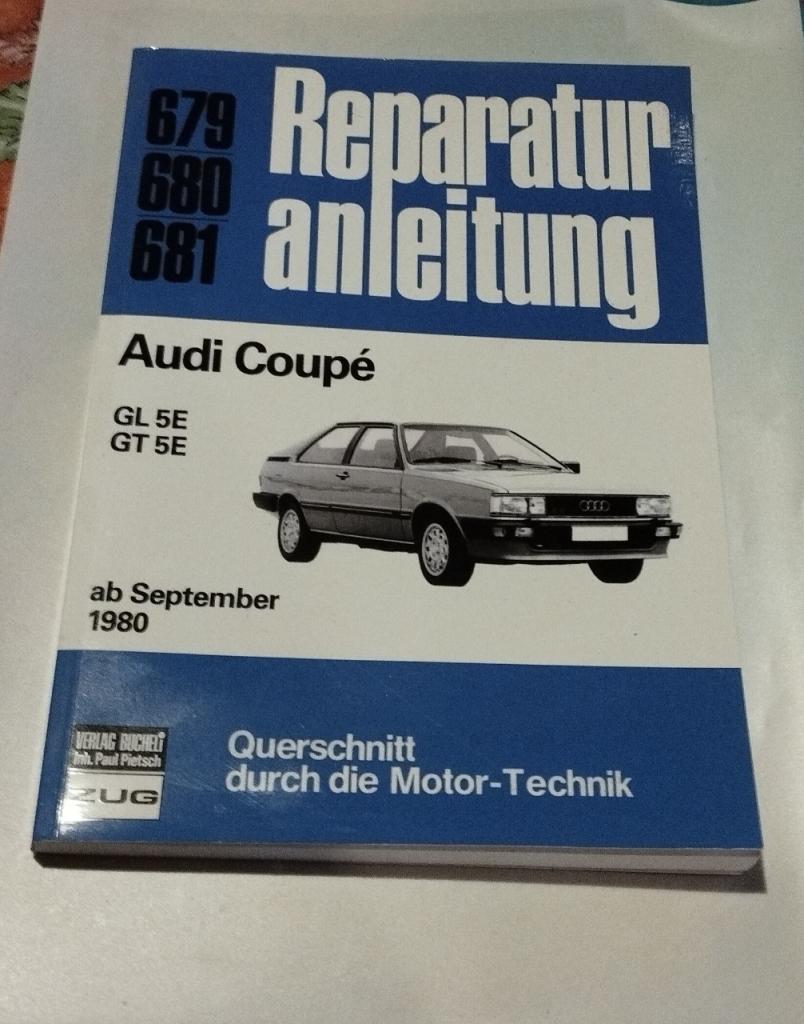 679
680
681
Reparatur
anleitung
Audi Coupé
GL 5E
GT 5E
ab September
1980
VERLAG BUCHELI
Inh. Paul Pietsch
ZUG
Querschnitt
durch die Motor-Technik